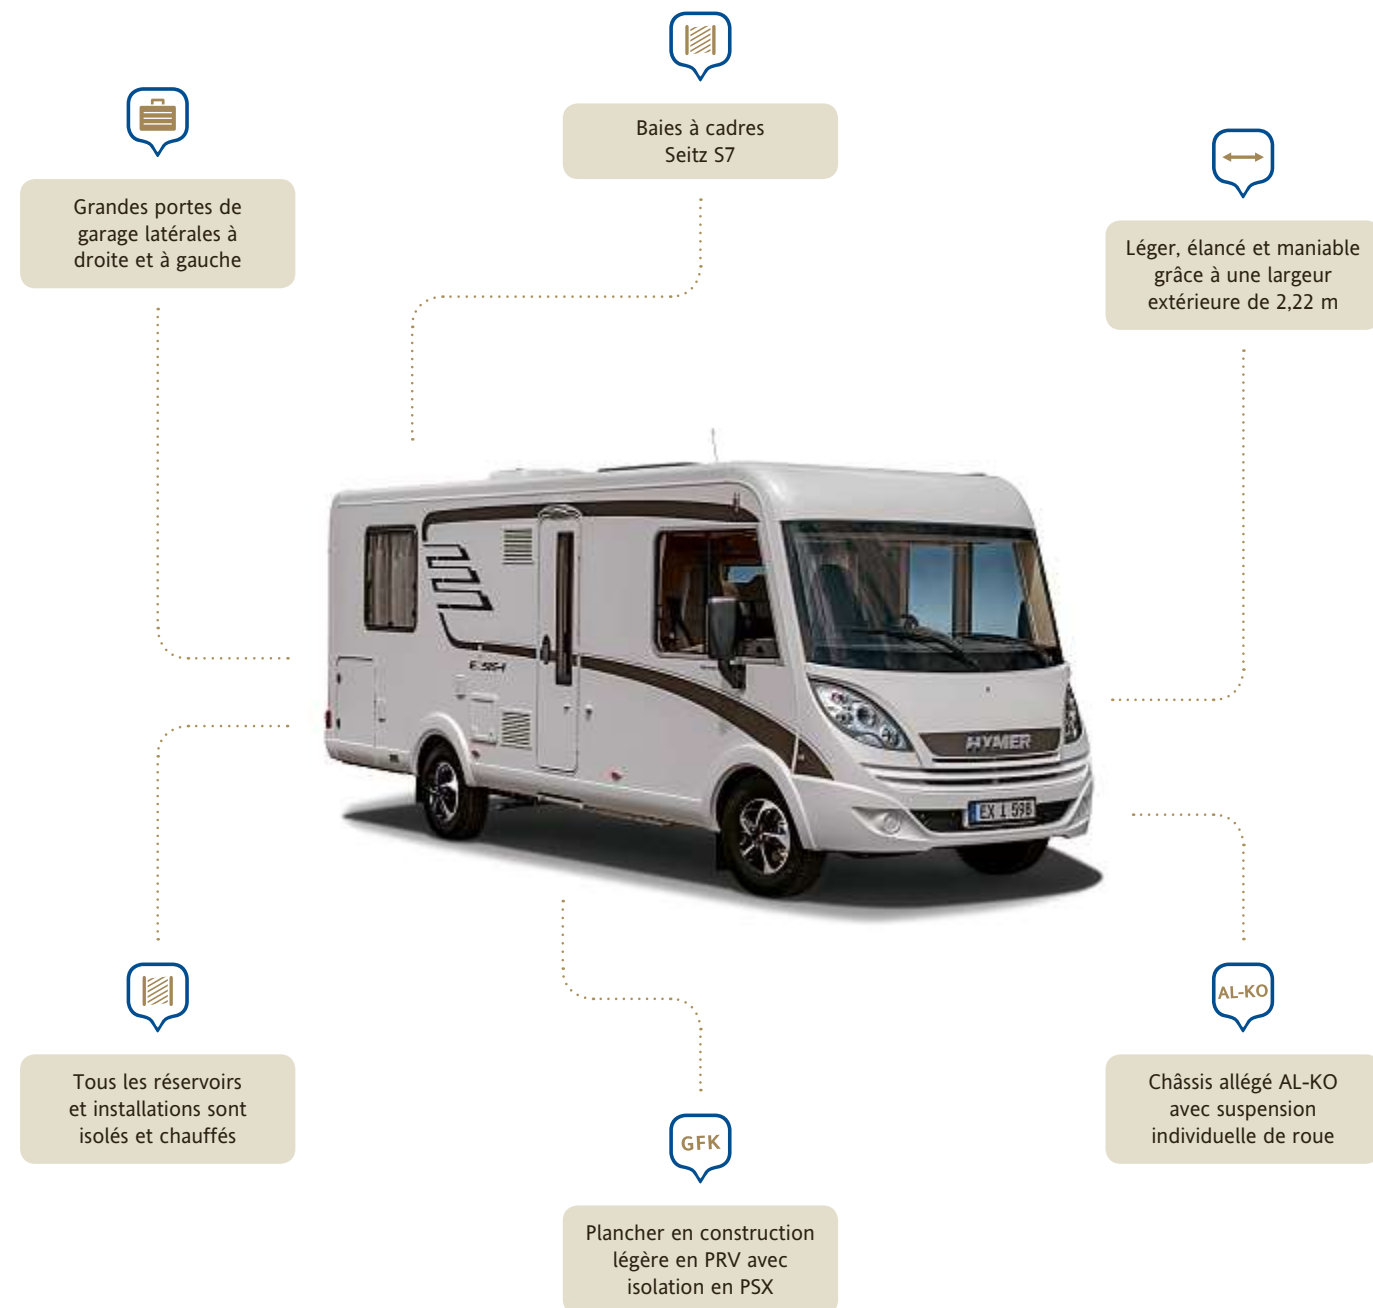 Baies à cadres
Seitz S7
Grandes portes de
garage latérales à
droite et à gauche
Léger, élancé et maniable
grâce à une largeur
extérieure de 2,22 m
HYMER
EX I 598
AL-KO
Tous les réservoirs
et installations sont
isolés et chauffés
Châssis allégé AL-KO
avec suspension
individuelle de roue
GFK
Plancher en construction
légère en PRV avec
isolation en PSX